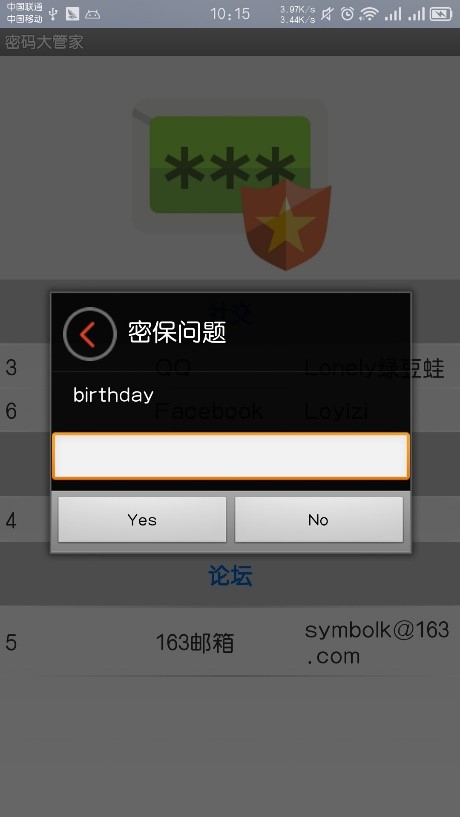 中国联通
中国移动
10:15
3.97K/s
3.44K/s
密码大管家
***
社交
密保问题
3 QQ Lonely绿豆蛙
birthday
6 Facebook Loyizi
4
Yes No
论坛
5 163邮箱 symbolk@163
.com